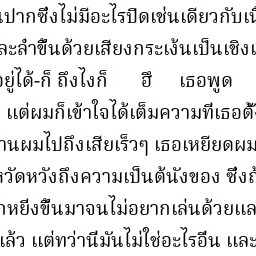 นปากซึ่งไม่มีอะไรปิดเช่นเดียวกับเนื้
ะลำขึ้นด้วยเสียงกระเง้นเป็นเชิงเ
อยู่ได้-ก็ ถึงไงก็ ฮึ เธอพูด
แต่ผมก็เข้าใจได้เต็มความที่เธอตั้
านผมไปถึงเสียเร็วๆ เธอเหยียดผม
หวัดหวังถึงความเป็นต้นังของ ซึ่งถ้
กหยิ่งขึ้นมาจนไม่อยากเล่นด้วยแล
แล้ว แต่ทว่านี่มันไม่ใช่อะไรอื่น และ